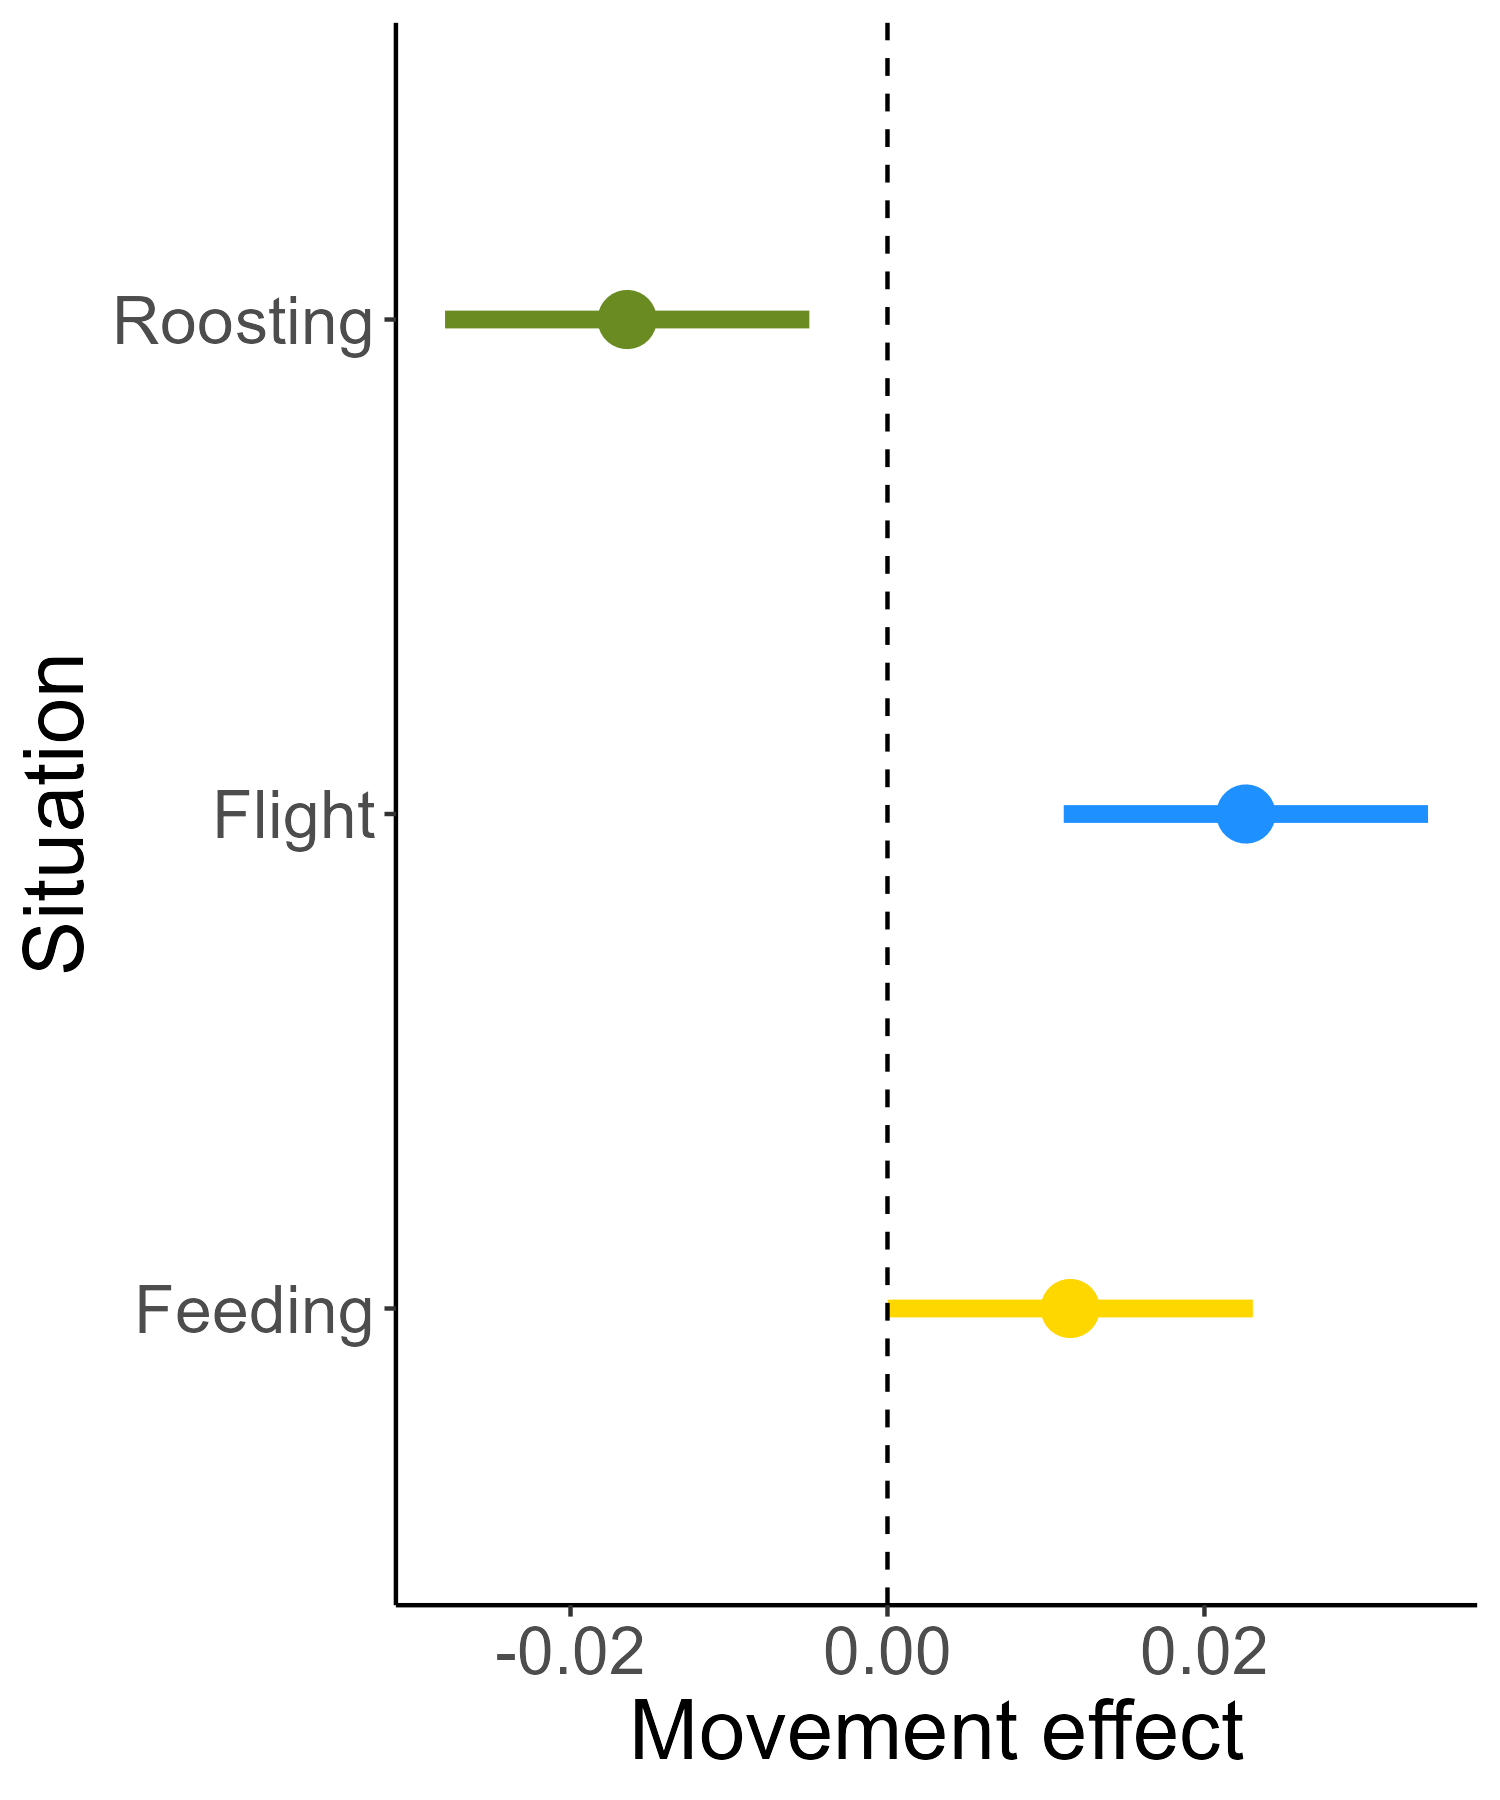 Situation
Roosting
Flight
Feeding
-0.02 0.00 0.02
Movement effect